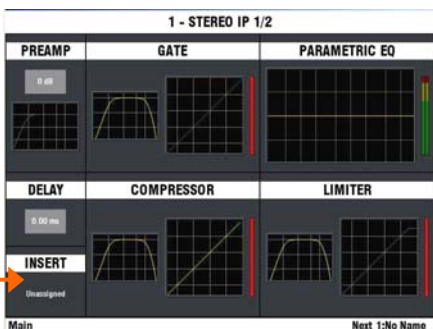 1 - STEREO IP 1/2
PREAMP GATE PARAMETRIC EQ
0 dB
DELAY COMPRESSOR LIMITER
0.00 ms
INSERT
Unassigned
Main Next 1:No Name